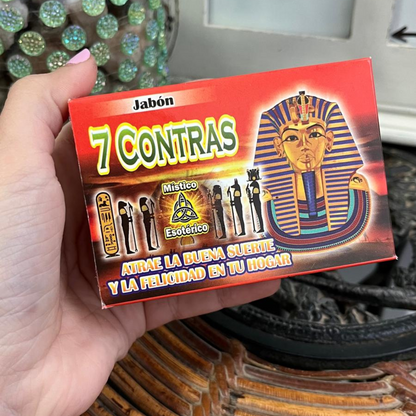 Jabón
7 CONTRAS
Místico
Esotérico
ATRAE LA BUENA SUERTE
Y LA FELICIDAD EN TU HOGAR